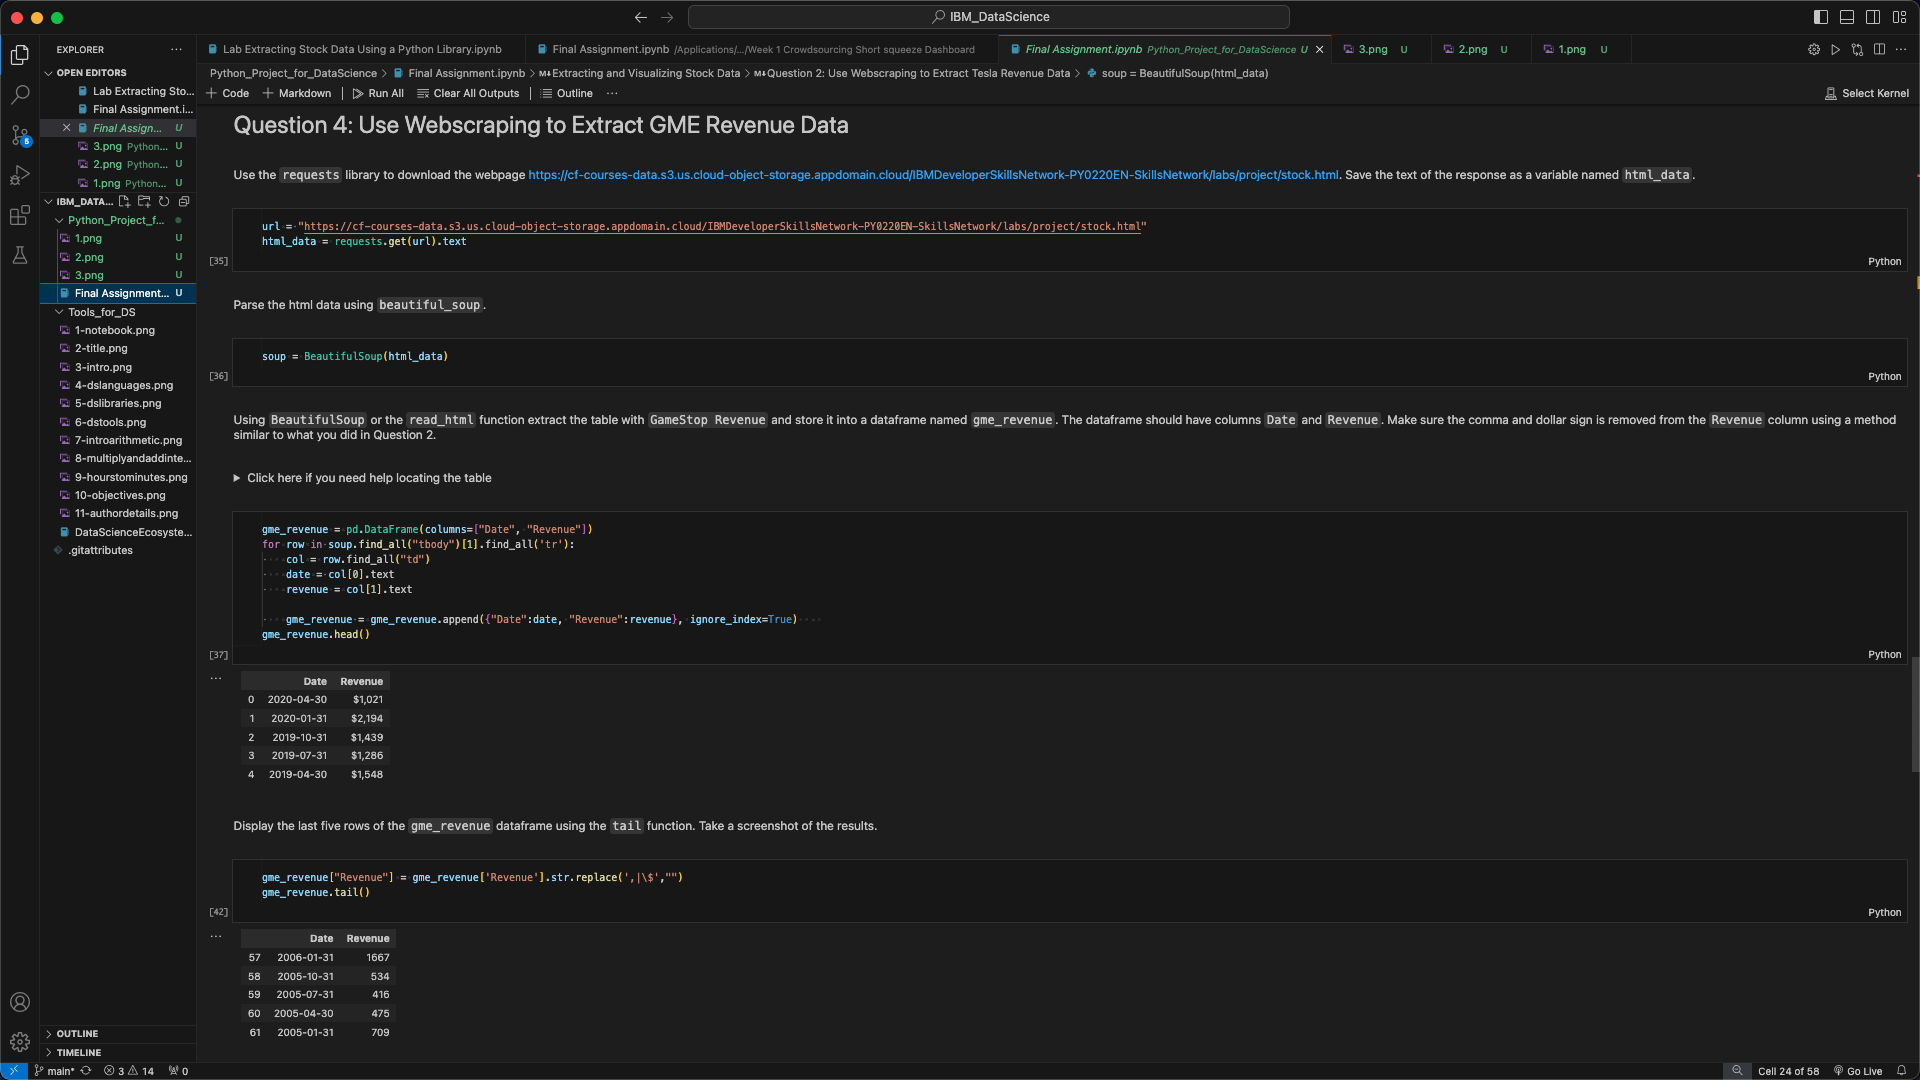 IBM_DataScience
EXPLORER
Lab Extracting Stock Data Using a Python Library.ipynb
Final Assignment.ipynb /Applications/.../Week 1 Crowdsourcing Short squeeze Dashboard
Final Assignment.ipynb Python_Project_for_DataScience U
3.png U
2.png U
1.png U
OPEN EDITORS
Lab Extracting Sto...
Final Assignment.i...
Final Assign... U
3.png Python... U
2.png Python... U
1.png Python... U
IBM_DATA...
Python_Project_f...
1.png U
2.png U
3.png U
Final Assignment... U
Tools_for_DS
1-notebook.png
2-title.png
3-intro.png
4-dslanguages.png
5-dslibraries.png
6-dstools.png
7-introarithmetic.png
8-multiplyandaddinte...
9-hourstominutes.png
10-objectives.png
11-authordetails.png
DataScienceEcosyste...
.gitattributes
OUTLINE
TIMELINE
Python_Project_for_DataScience > Final Assignment.ipynb > M↓Extracting and Visualizing Stock Data > M↓Question 2: Use Webscraping to Extract Tesla Revenue Data > soup = BeautifulSoup(html_data)
+ Code + Markdown | Run All Clear All Outputs | Outline ... Select Kernel
Question 4: Use Webscraping to Extract GME Revenue Data
Use the requests library to download the webpage https://cf-courses-data.s3.us.cloud-object-storage.appdomain.cloud/IBMDeveloperSkillsNetwork-PY0220EN-SkillsNetwork/labs/project/stock.html. Save the text of the response as a variable named html_data.
url = "https://cf-courses-data.s3.us.cloud-object-storage.appdomain.cloud/IBMDeveloperSkillsNetwork-PY0220EN-SkillsNetwork/labs/project/stock.html"
html_data = requests.get(url).text
[35] Python
Parse the html data using beautiful_soup.
soup = BeautifulSoup(html_data)
[36] Python
Using BeautifulSoup or the read_html function extract the table with GameStop Revenue and store it into a dataframe named gme_revenue. The dataframe should have columns Date and Revenue. Make sure the comma and dollar sign is removed from the Revenue column using a method
similar to what you did in Question 2.
Click here if you need help locating the table
gme_revenue = pd.DataFrame(columns=["Date", "Revenue"])
for row in soup.find_all("tbody")[1].find_all('tr'):
col = row.find_all("td")
date = col[0].text
revenue = col[1].text
gme_revenue = gme_revenue.append({"Date":date, "Revenue":revenue}, ignore_index=True)
gme_revenue.head()
[37] Python
Date Revenue
0 2020-04-30 $1,021
1 2020-01-31 $2,194
2 2019-10-31 $1,439
3 2019-07-31 $1,286
4 2019-04-30 $1,548
Display the last five rows of the gme_revenue dataframe using the tail function. Take a screenshot of the results.
gme_revenue["Revenue"] = gme_revenue['Revenue'].str.replace(',|\$',"")
gme_revenue.tail()
[42] Python
Date Revenue
57 2006-01-31 1667
58 2005-10-31 534
59 2005-07-31 416
60 2005-04-30 475
61 2005-01-31 709
main* 3 14 0 Cell 24 of 58 Go Live